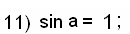 11) sin a = 1 ;